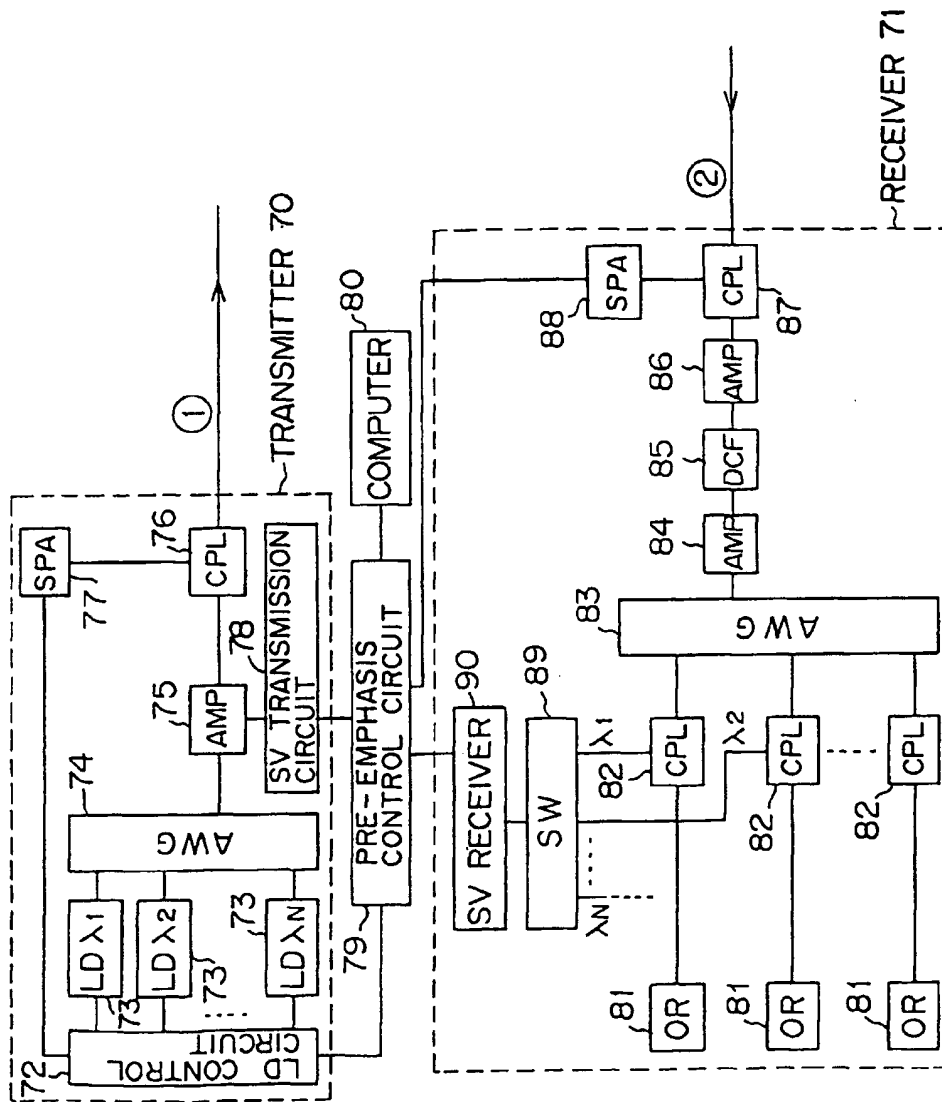 TRANSMITTER 70
SPA
77
76
CPL
1
72
LD CONTROL
CIRCUIT
LD λ1
73
LD λ2
73
LD λN
73
74
AWG
75
AMP
78
SV TRANSMISSION
CIRCUIT
79
PRE-EMPHASIS
CONTROL CIRCUIT
80
COMPUTER
RECEIVER 71
2
SPA
88
CPL
87
86
AMP
85
DCF
84
AMP
83
AWG
90
SV RECEIVER
89
SW
λ1
λ2
λN
82
CPL
82
CPL
82
CPL
81
OR
81
OR
81
OR